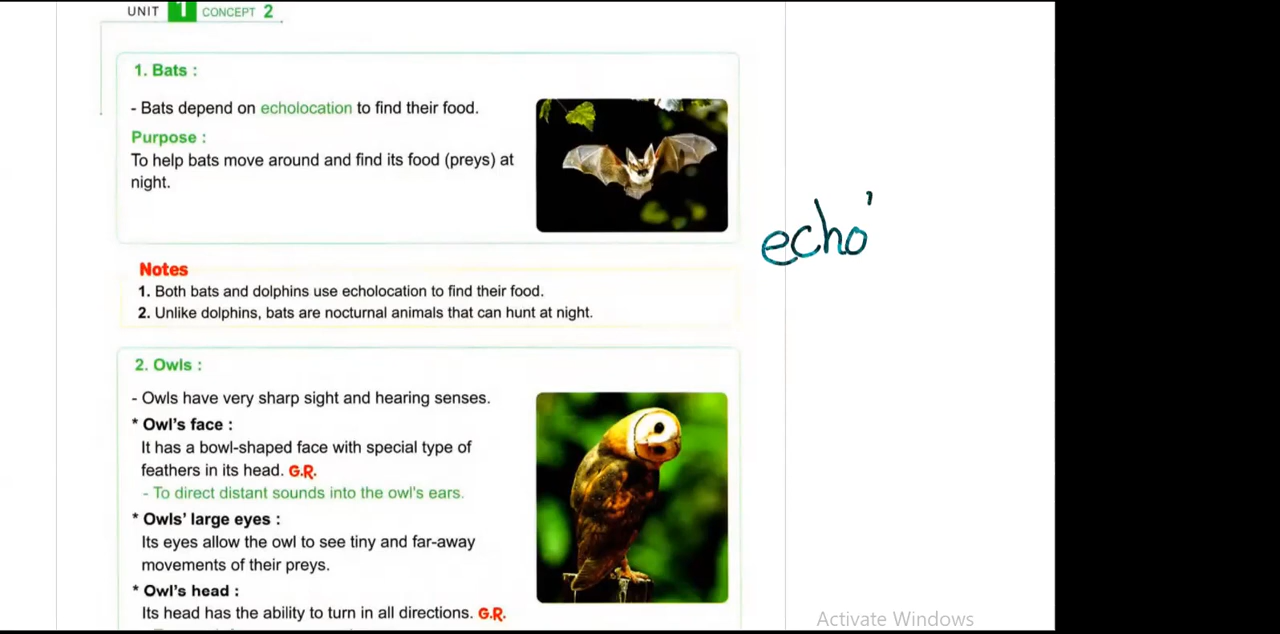 UNIT 1 CONCEPT 2
1. Bats :
- Bats depend on echolocation to find their food.
Purpose :
To help bats move around and find its food (preys) at
night.
echo'
Notes
1. Both bats and dolphins use echolocation to find their food.
2. Unlike dolphins, bats are nocturnal animals that can hunt at night.
2. Owls :
- Owls have very sharp sight and hearing senses.
* Owl's face :
It has a bowl-shaped face with special type of
feathers in its head. G.R.
- To direct distant sounds into the owl's ears.
* Owls' large eyes :
Its eyes allow the owl to see tiny and far-away
movements of their preys.
* Owl's head :
Its head has the ability to turn in all directions. G.R.
Activate Windows